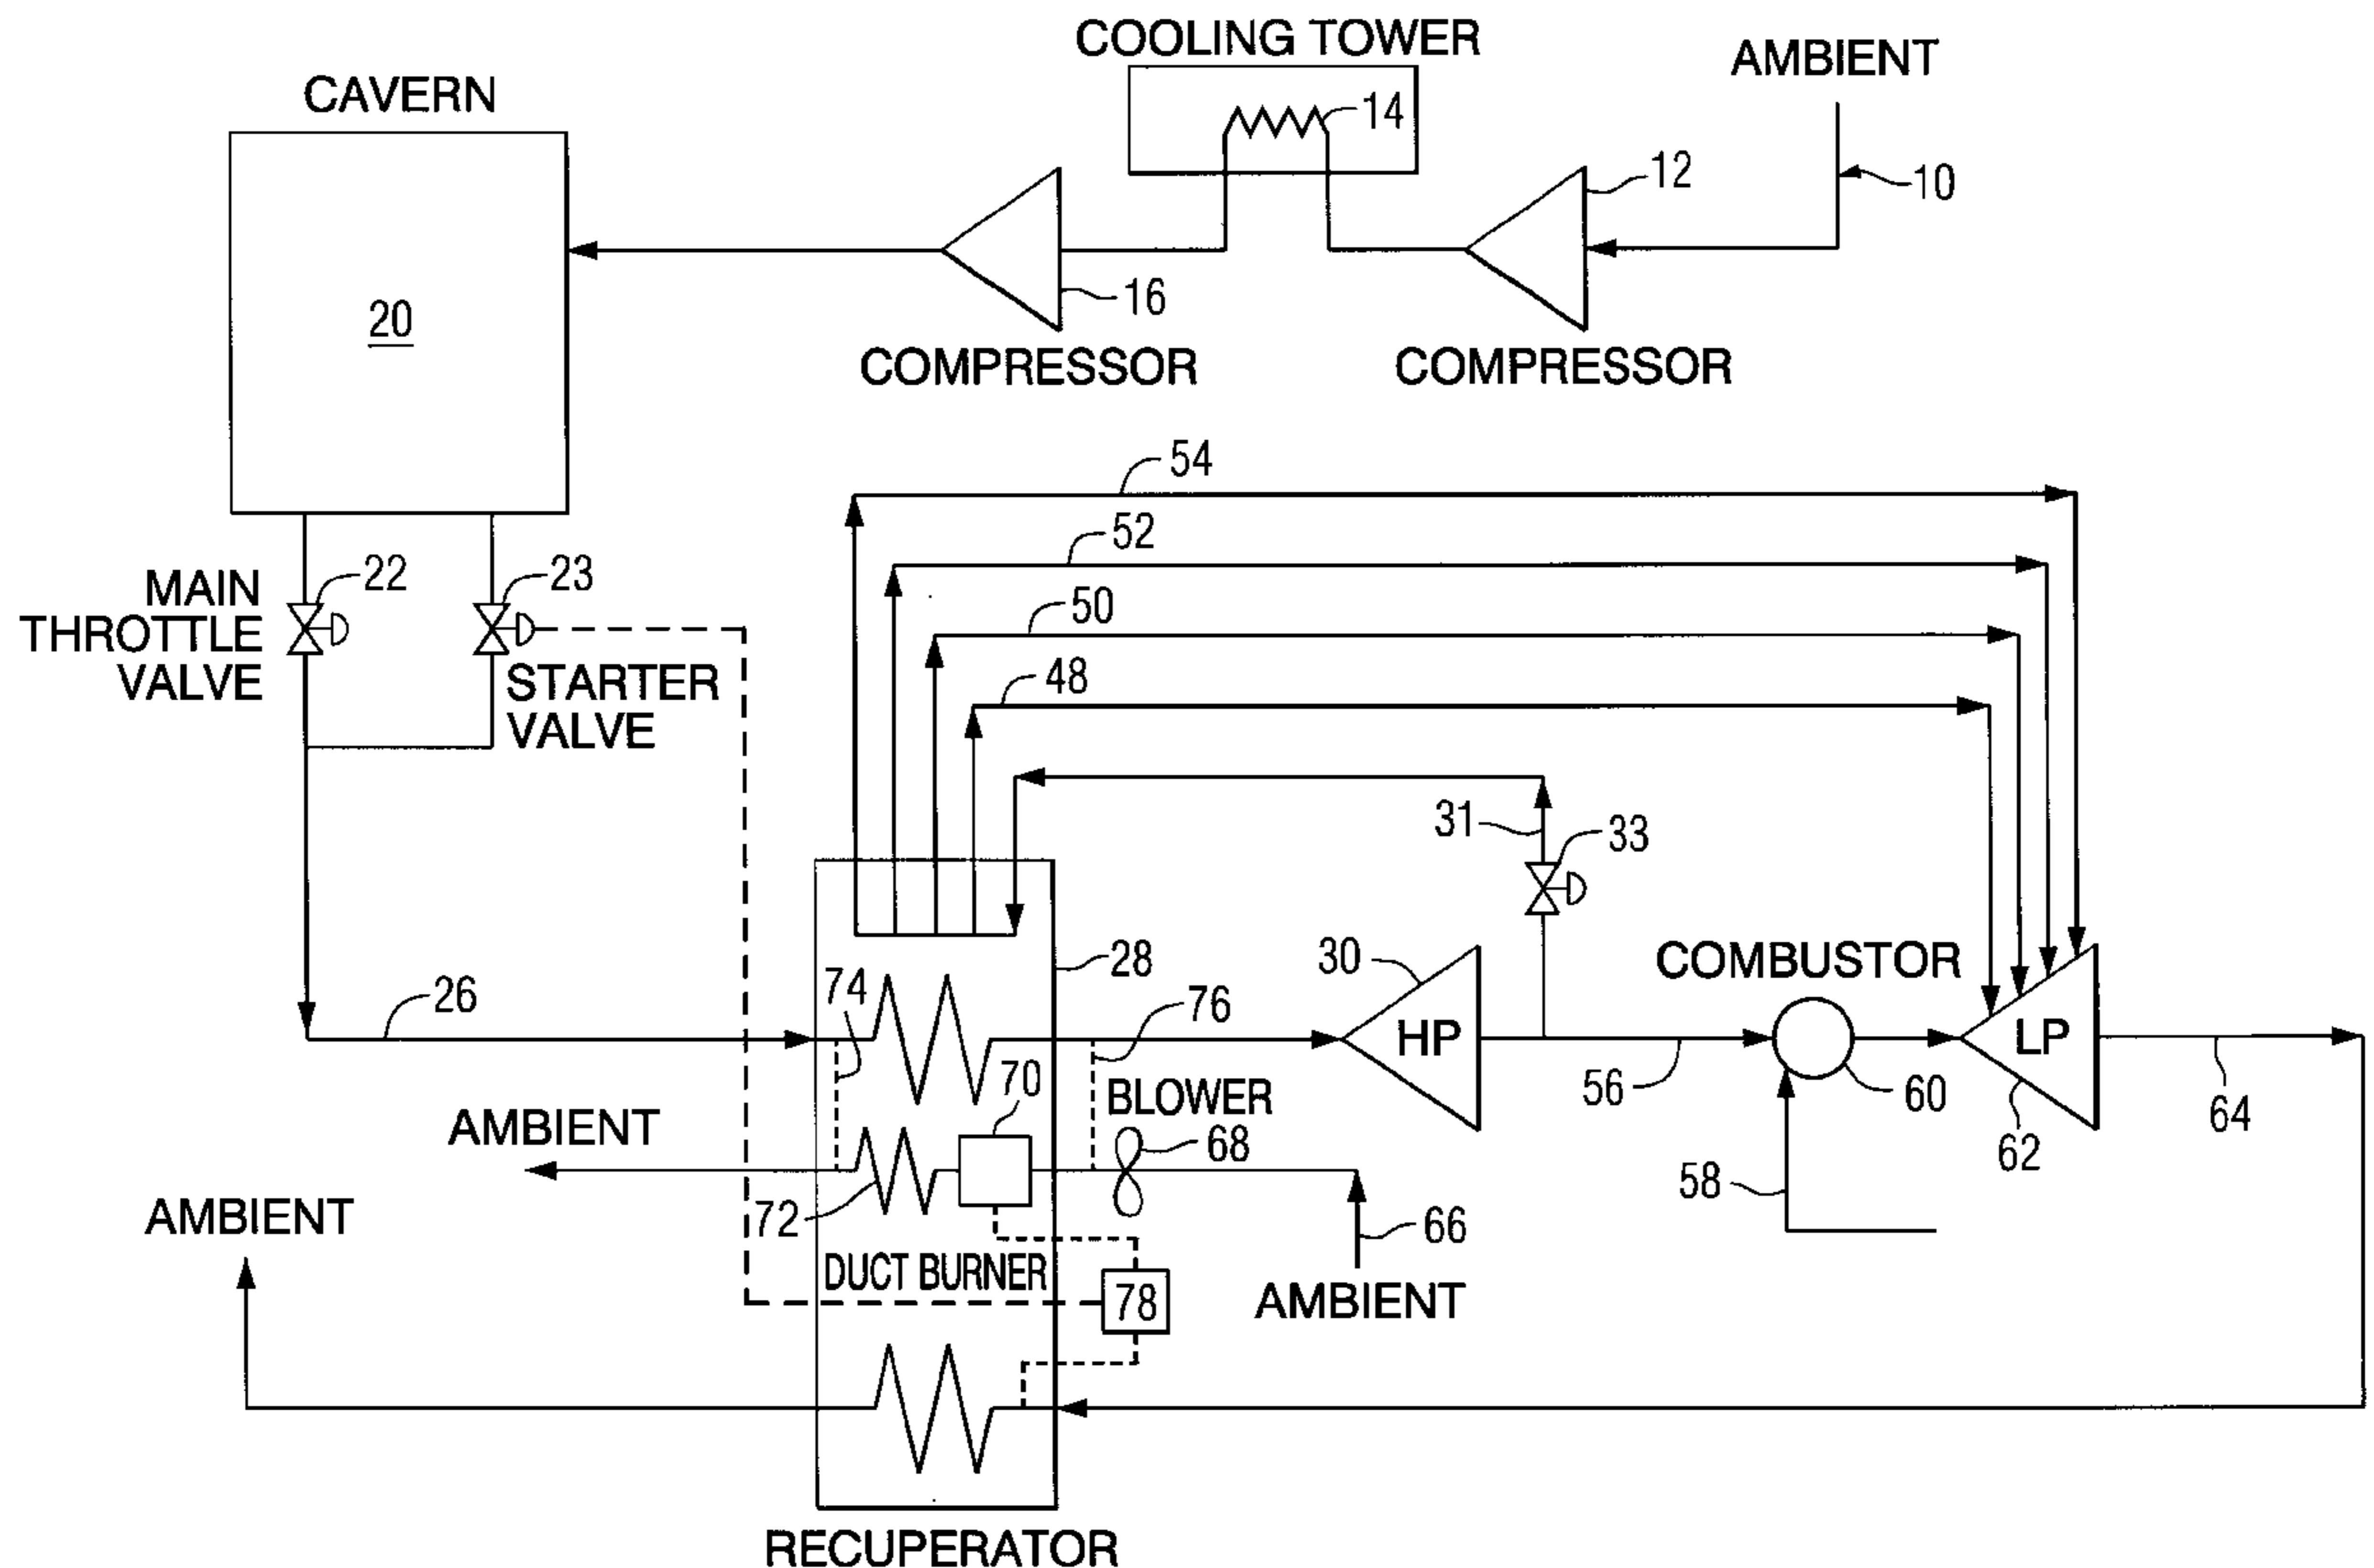 COOLING TOWER
AMBIENT
CAVERN
14
12
10
20
16
COMPRESSOR
COMPRESSOR
54
52
50
48
22
23
MAIN
THROTTLE
VALVE
STARTER
VALVE
31
33
28
30
COMBUSTOR
26
74
76
HP
LP
70
56
60
62
64
BLOWER
68
AMBIENT
72
58
66
AMBIENT
DUCT BURNER
78
AMBIENT
RECUPERATOR